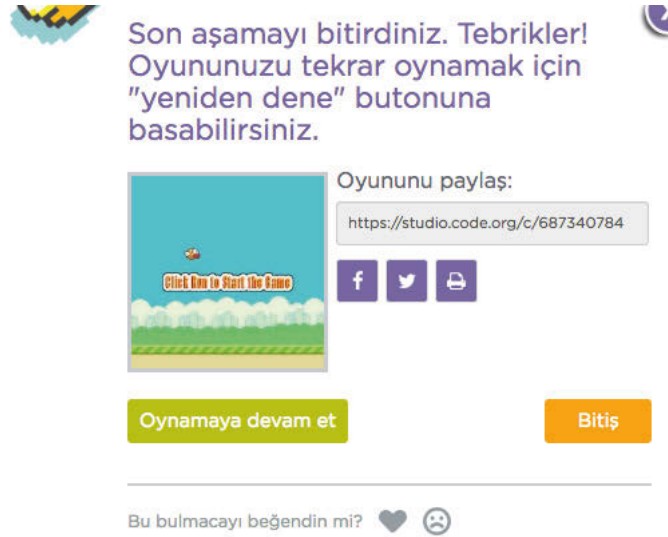 Son aşamayı bitirdiniz. Tebrikler!
Oyununuzu tekrar oynamak için
"yeniden dene" butonuna
basabilirsiniz.
Oyununu paylaş:
https://studio.code.org/c/687340784
Click Run to Start the Game
Oynamaya devam et
Bitiş
Bu bulmacayı beğendin mi?